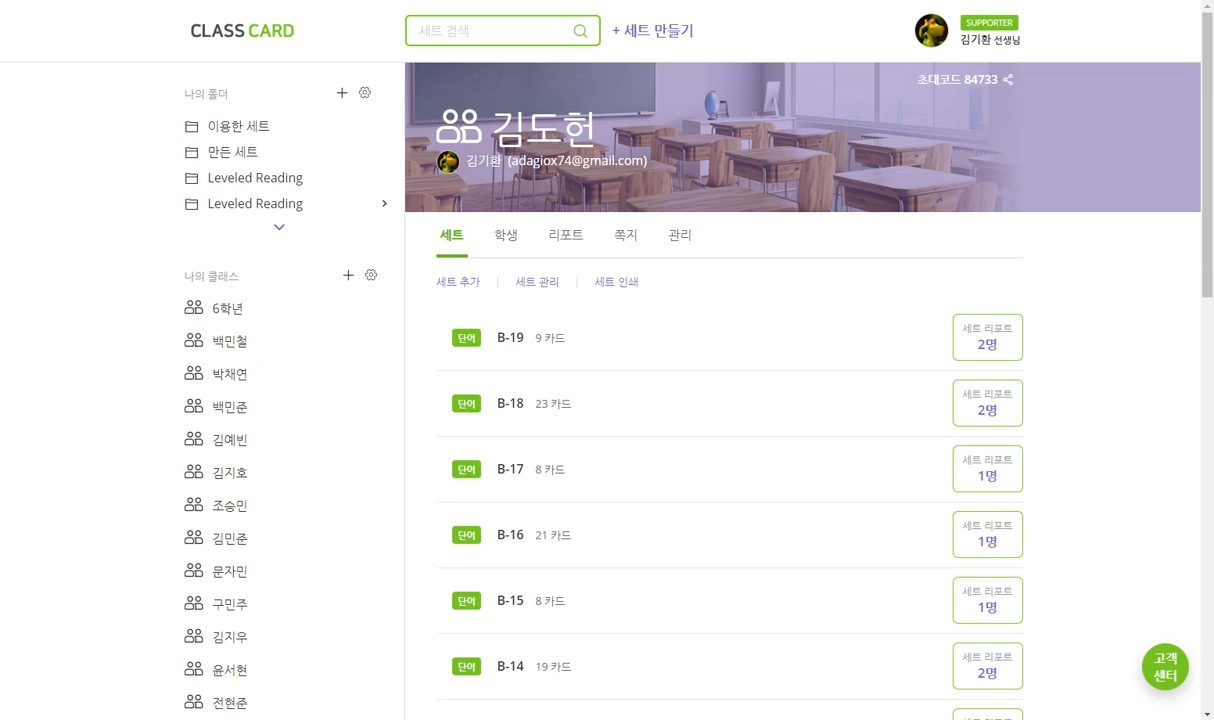 CLASS CARD
세트 검색
+ 세트 만들기
SUPPORTER
김기환 선생님
나의 폴더
이용한 세트
만든 세트
Leveled Reading
Leveled Reading
나의 클래스
6학년
백민철
박채연
백민준
김예빈
김지호
조승민
김민준
문자민
구민주
김지우
윤서현
전현준
초대코드 84733
김도헌
김기환 (adagiox74@gmail.com)
세트 학생 리포트 쪽지 관리
세트 추가 | 세트 관리 | 세트 인쇄
단어 B-19 9 카드
세트 리포트
2명
단어 B-18 23 카드
세트 리포트
2명
단어 B-17 8 카드
세트 리포트
1명
단어 B-16 21 카드
세트 리포트
1명
단어 B-15 8 카드
세트 리포트
1명
단어 B-14 19 카드
세트 리포트
2명
세트 리포트
고객
센터